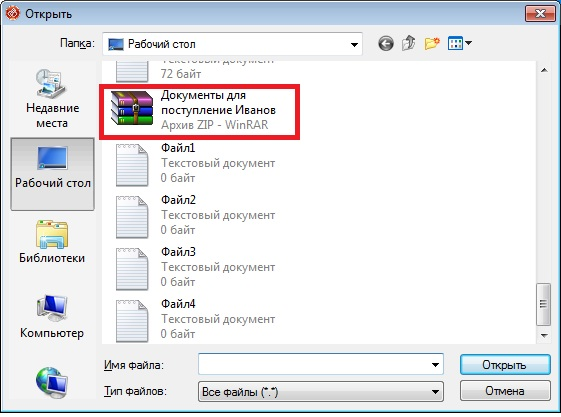 Открыть
Папка:
Рабочий стол
Недавние
места
Рабочий стол
Библиотеки
Компьютер
Текстовый документ
72 байт
Документы для
поступление Иванов
Архив ZIP - WinRAR
Файл1
Текстовый документ
0 байт
Файл2
Текстовый документ
0 байт
Файл3
Текстовый документ
0 байт
Файл4
Текстовый документ
0 байт
Имя файла:
Открыть
Тип файлов:
Все файлы (*.*)
Отмена